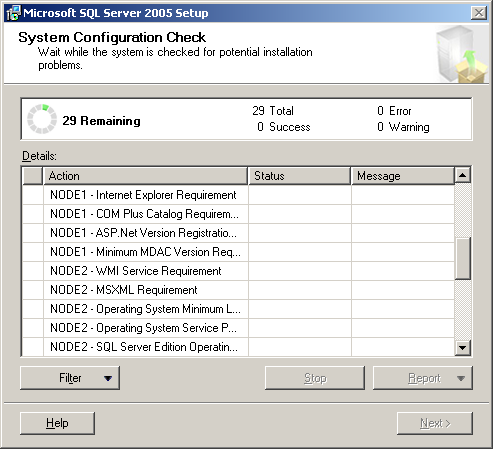 Microsoft SQL Server 2005 Setup
System Configuration Check
Wait while the system is checked for potential installation
problems.
29 Remaining
29 Total
0 Error
0 Success
0 Warning
Details:
Action Status Message
NODE1 - Internet Explorer Requirement
NODE1 - COM Plus Catalog Requirem...
NODE1 - ASP.Net Version Registratio...
NODE1 - Minimum MDAC Version Req...
NODE2 - WMI Service Requirement
NODE2 - MSXML Requirement
NODE2 - Operating System Minimum L...
NODE2 - Operating System Service P...
NODE2 - SQL Server Edition Operatin...
Filter Stop Report
Help Next >